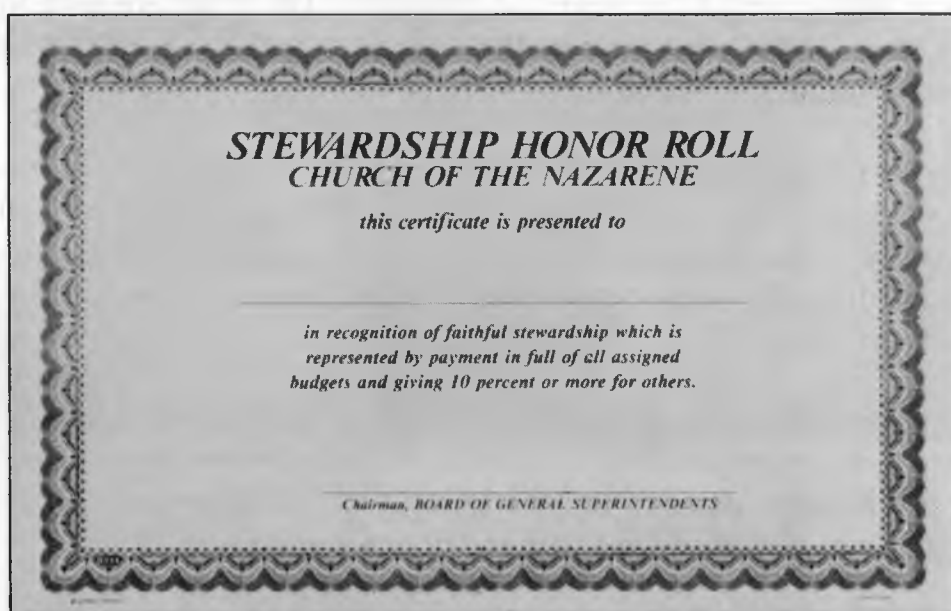 STEWARDSHIP HONOR ROLL
CHURCH OF THE NAZARENE
this certificate is presented to
in recognition of faithful stewardship which is
represented by payment in full of all assigned
budgets and giving 10 percent or more for others.
Chairman, BOARD OF GENERAL SUPERINTENDENTS